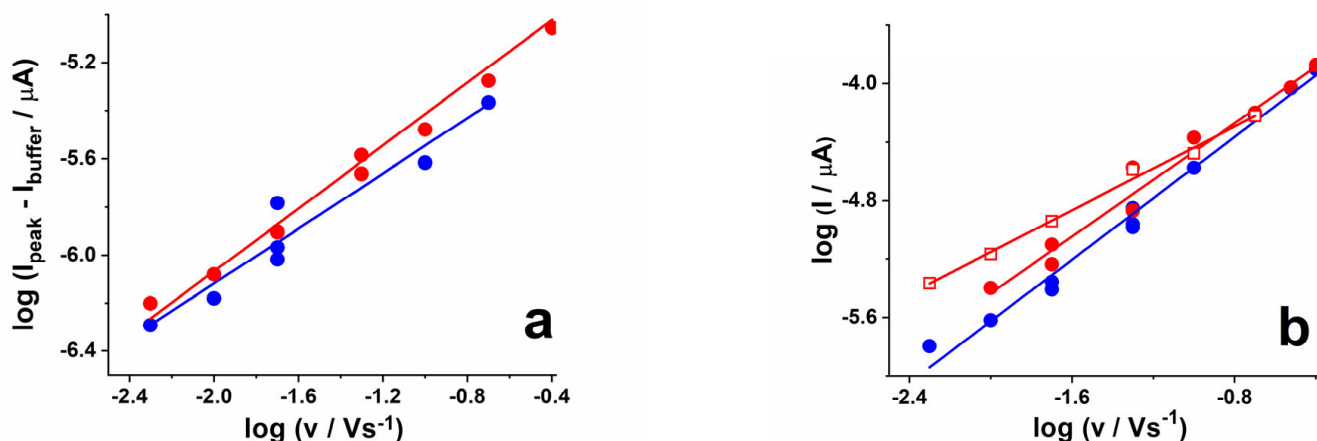 log (I_peak - I_buffer / μA)
-5.2
-5.6
-6.0
-6.4
-2.4 -2.0 -1.6 -1.2 -0.8 -0.4
log (v / Vs⁻¹)
a
log (I / μA)
-4.0
-4.8
-5.6
-2.4 -1.6 -0.8
log (v / Vs⁻¹)
b